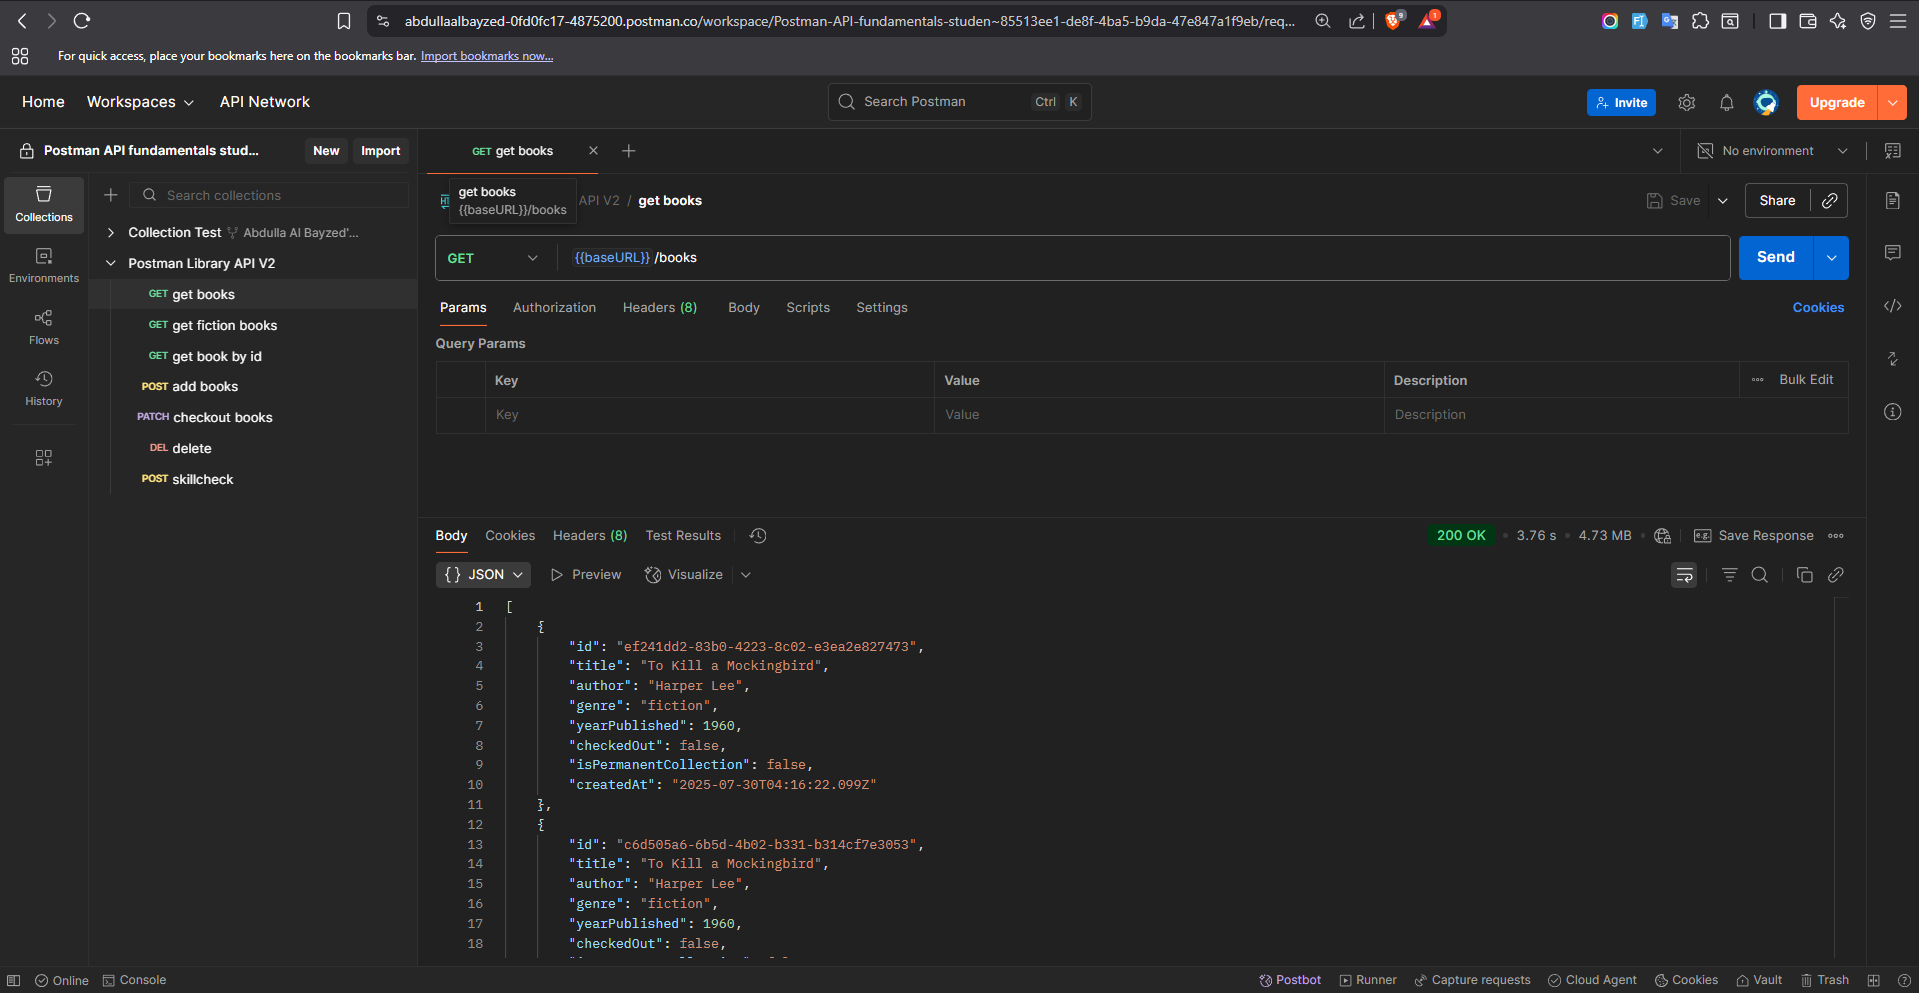 abdullaalbayzed-0fd0fc17-4875200.postman.co/workspace/Postman-API-fundamentals-studen~85513ee1-de8f-4ba5-b9da-47e847a1f9eb/req...
9
1
For quick access, place your bookmarks here on the bookmarks bar. Import bookmarks now...
Home
Workspaces
API Network
Search Postman
Ctrl K
Invite
Upgrade
Postman API fundamentals stud...
New
Import
GET get books
No environment
Collections
Environments
Flows
History
Search collections
Collection Test Abdulla Al Bayzed'...
Postman Library API V2
GET get books
GET get fiction books
GET get book by id
POST add books
PATCH checkout books
DEL delete
POST skillcheck
get books
{{baseURL}}/books
API V2 / get books
Save
Share
GET
{{baseURL}} /books
Send
Params
Authorization
Headers (8)
Body
Scripts
Settings
Cookies
Query Params
Key Value Description Bulk Edit
Key Value Description
Body
Cookies
Headers (8)
Test Results
200 OK
3.76 s
4.73 MB
Save Response
{} JSON
Preview
Visualize
1 [
2 {
3 "id": "ef241dd2-83b0-4223-8c02-e3ea2e827473",
4 "title": "To Kill a Mockingbird",
5 "author": "Harper Lee",
6 "genre": "fiction",
7 "yearPublished": 1960,
8 "checkedOut": false,
9 "isPermanentCollection": false,
10 "createdAt": "2025-07-30T04:16:22.099Z"
11 },
12 {
13 "id": "c6d505a6-6b5d-4b02-b331-b314cf7e3053",
14 "title": "To Kill a Mockingbird",
15 "author": "Harper Lee",
16 "genre": "fiction",
17 "yearPublished": 1960,
18 "checkedOut": false,
Online
Console
Postbot
Runner
Capture requests
Cloud Agent
Cookies
Vault
Trash